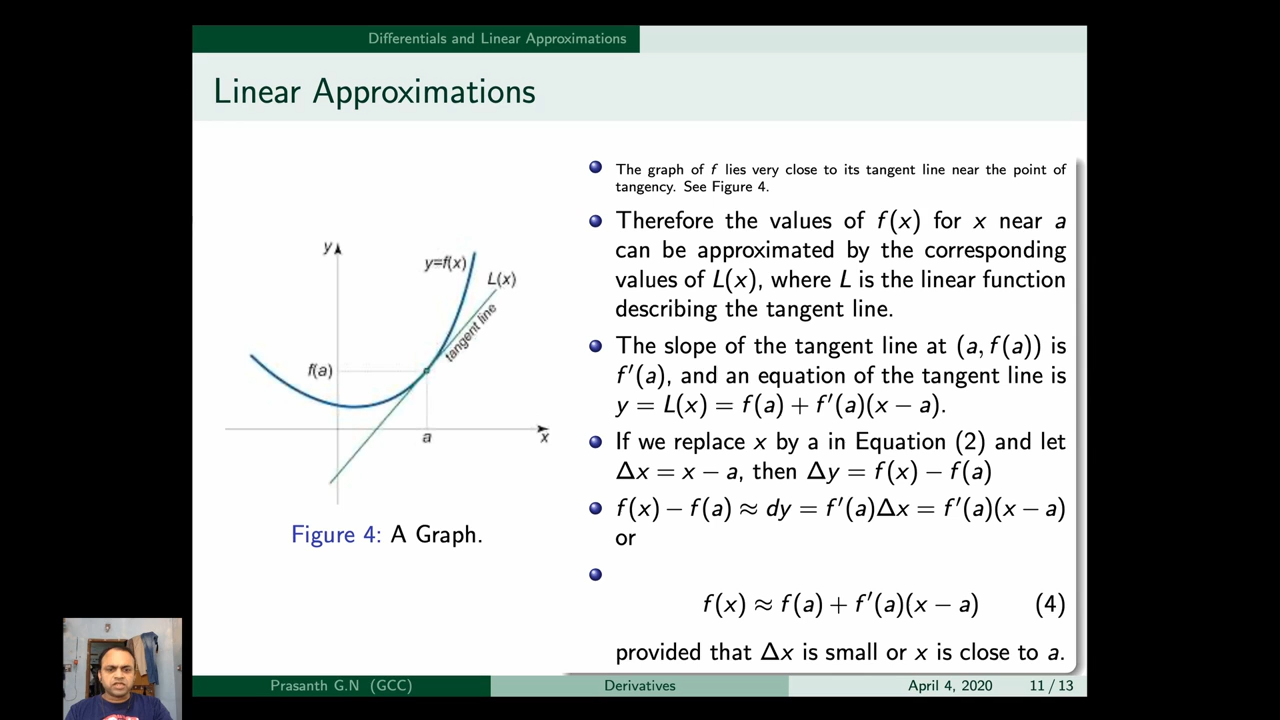 Differentials and Linear Approximations
Linear Approximations
y
y=f(x)
L(x)
tangent line
f(a)
a
x
Figure 4: A Graph.
The graph of f lies very close to its tangent line near the point of
tangency. See Figure 4.
Therefore the values of f(x) for x near a
can be approximated by the corresponding
values of L(x), where L is the linear function
describing the tangent line.
The slope of the tangent line at (a, f(a)) is
f′(a), and an equation of the tangent line is
y = L(x) = f(a) + f′(a)(x − a).
If we replace x by a in Equation (2) and let
Δx = x − a, then Δy = f(x) − f(a)
f(x) − f(a) ≈ dy = f′(a)Δx = f′(a)(x − a)
or
f(x) ≈ f(a) + f′(a)(x − a) (4)
provided that Δx is small or x is close to a.
Prasanth G.N (GCC) Derivatives April 4, 2020 11 / 13